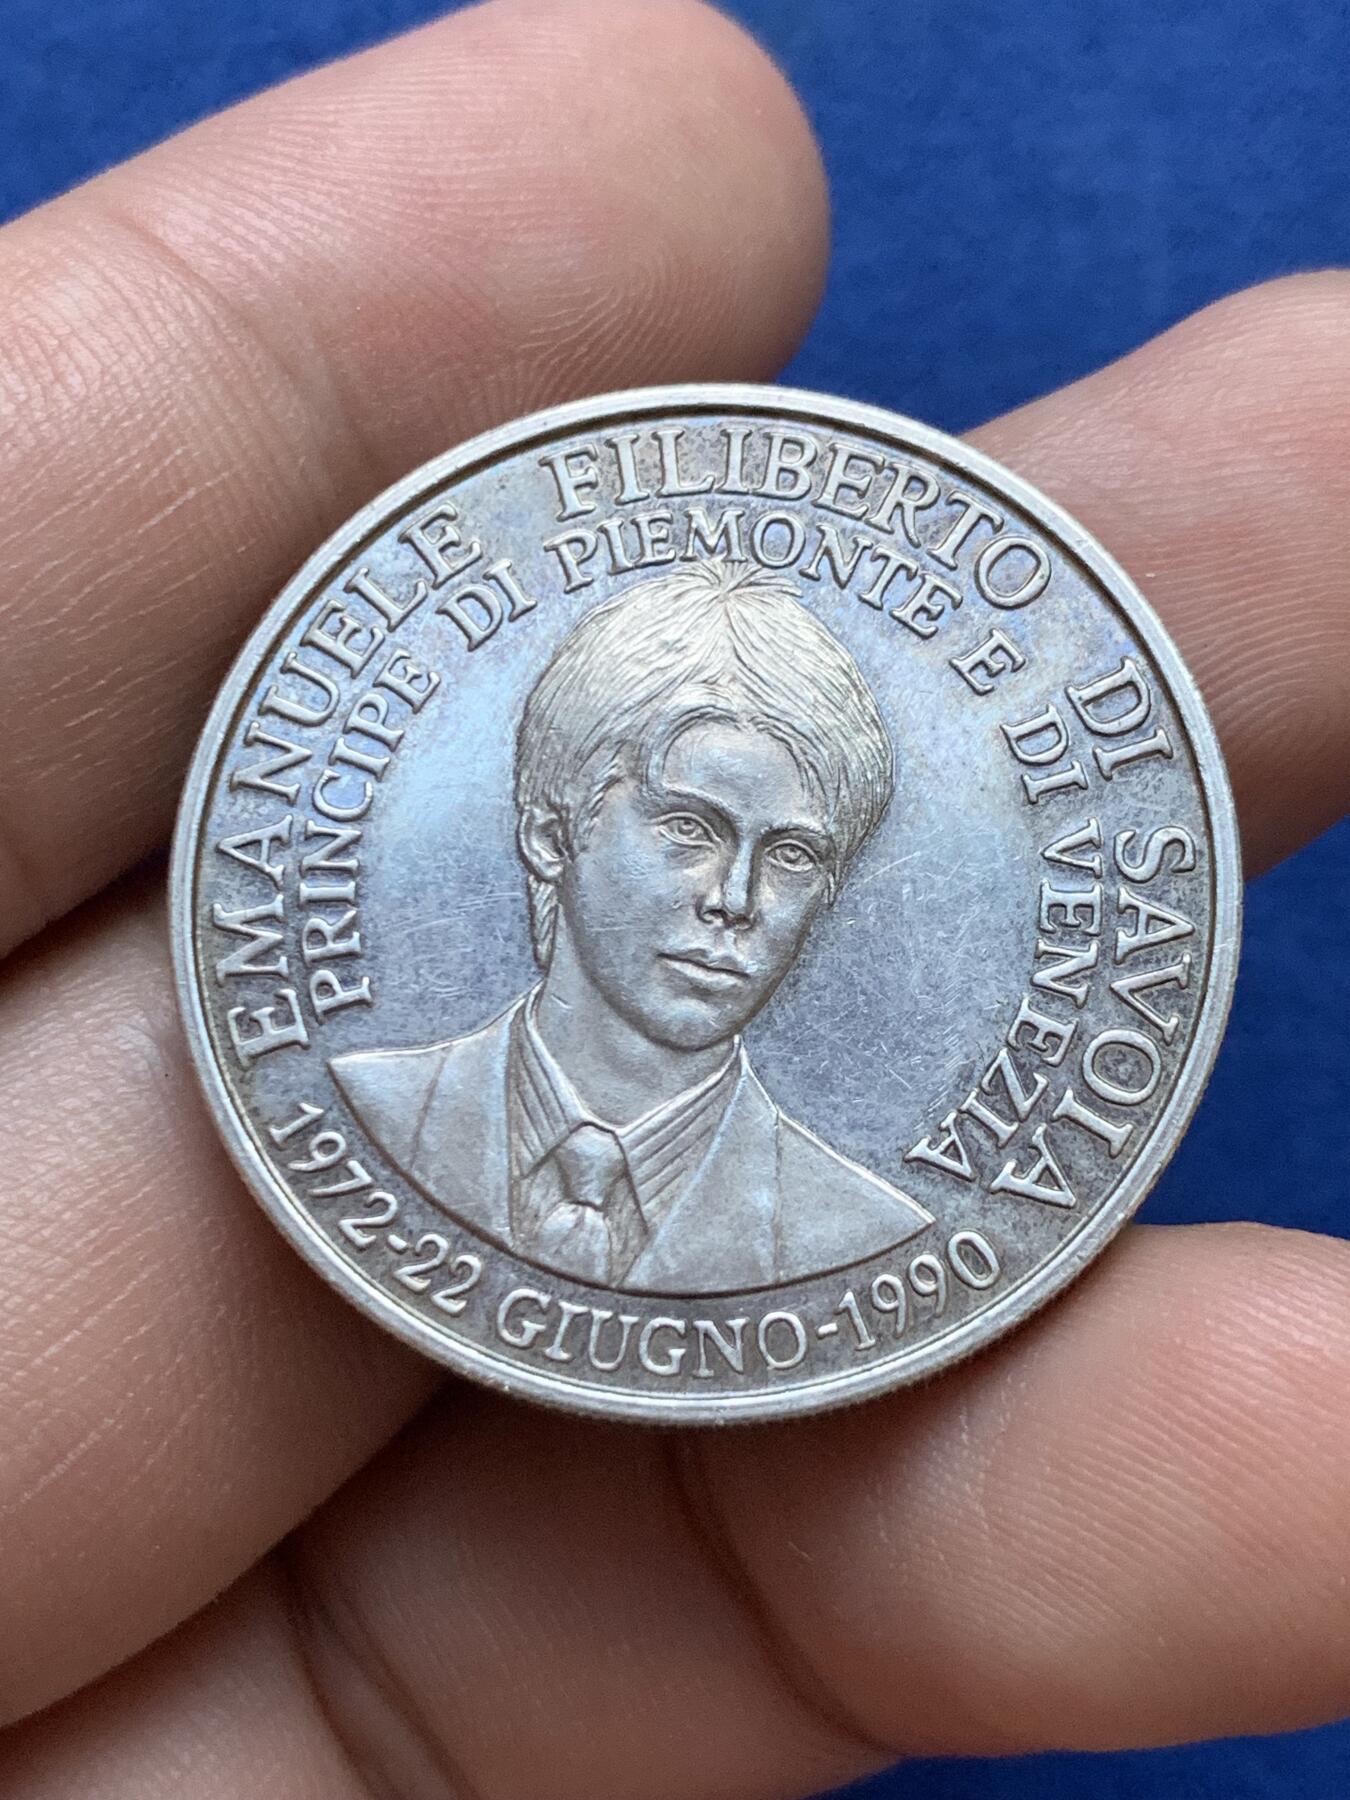 EMANUELE FILIBERTO DI SAVOIA
PRINCIPE DI PIEMONTE E DI VENEZIA
1972-22 GIUGNO-1990